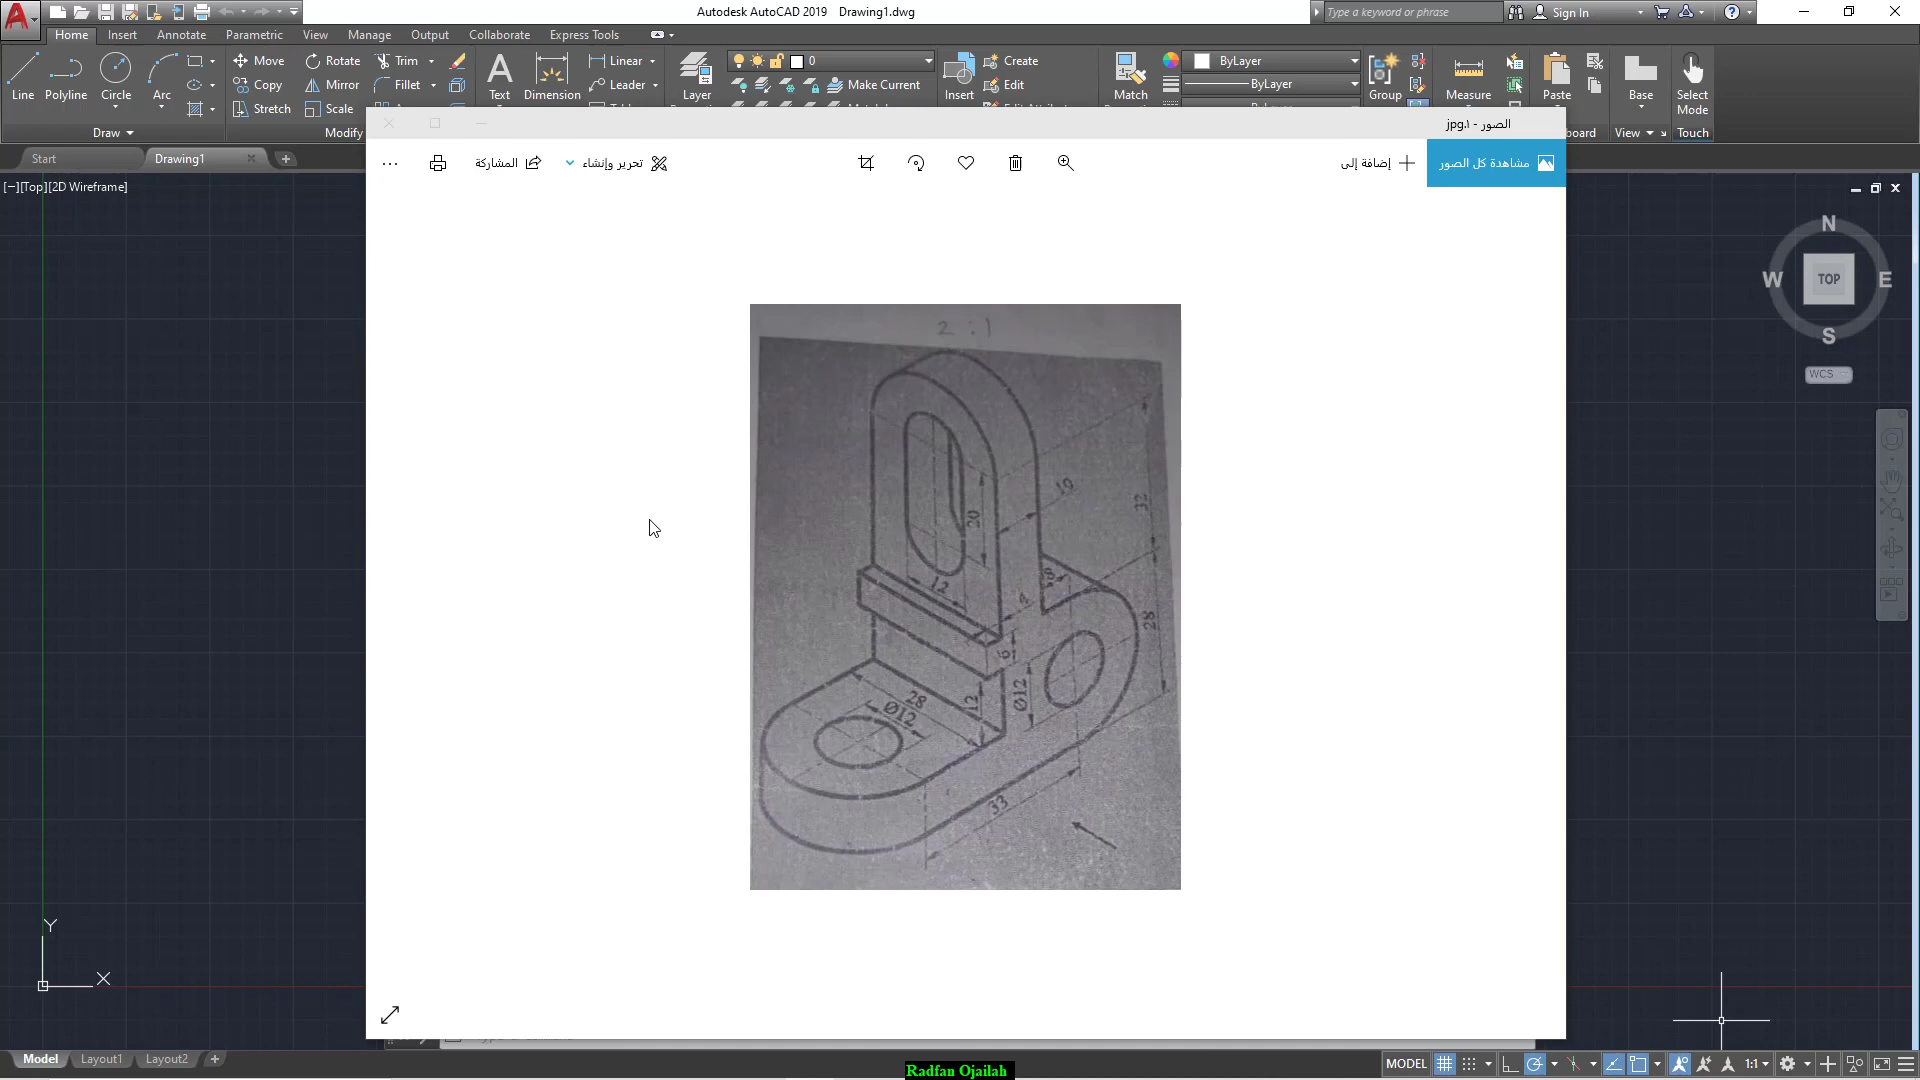 Autodesk AutoCAD 2019 Drawing1.dwg
Type a keyword or phrase
Sign In
Home Insert Annotate Parametric View Manage Output Collaborate Express Tools
Line Polyline Circle Arc
Move Rotate Trim
Copy Mirror Fillet
Stretch Scale
Text Dimension
Linear
Leader
Layer
0
Make Current
Insert
Create
Edit
Match
ByLayer
ByLayer
Group
Measure
Paste
Base
Select
Mode
Draw
Modify
View
Touch
Start
Drawing1
[−][Top][2D Wireframe]
الصور - ١.jpg
مشاهدة كل الصور
إضافة إلى
تحرير وإنشاء
المشاركة
N
W TOP E
S
WCS
2 : 1
10
32
20
12
28
6
28
Ø12
12
Ø12
33
Y
X
Model Layout1 Layout2
MODEL
1:1
Radfan Ojailah